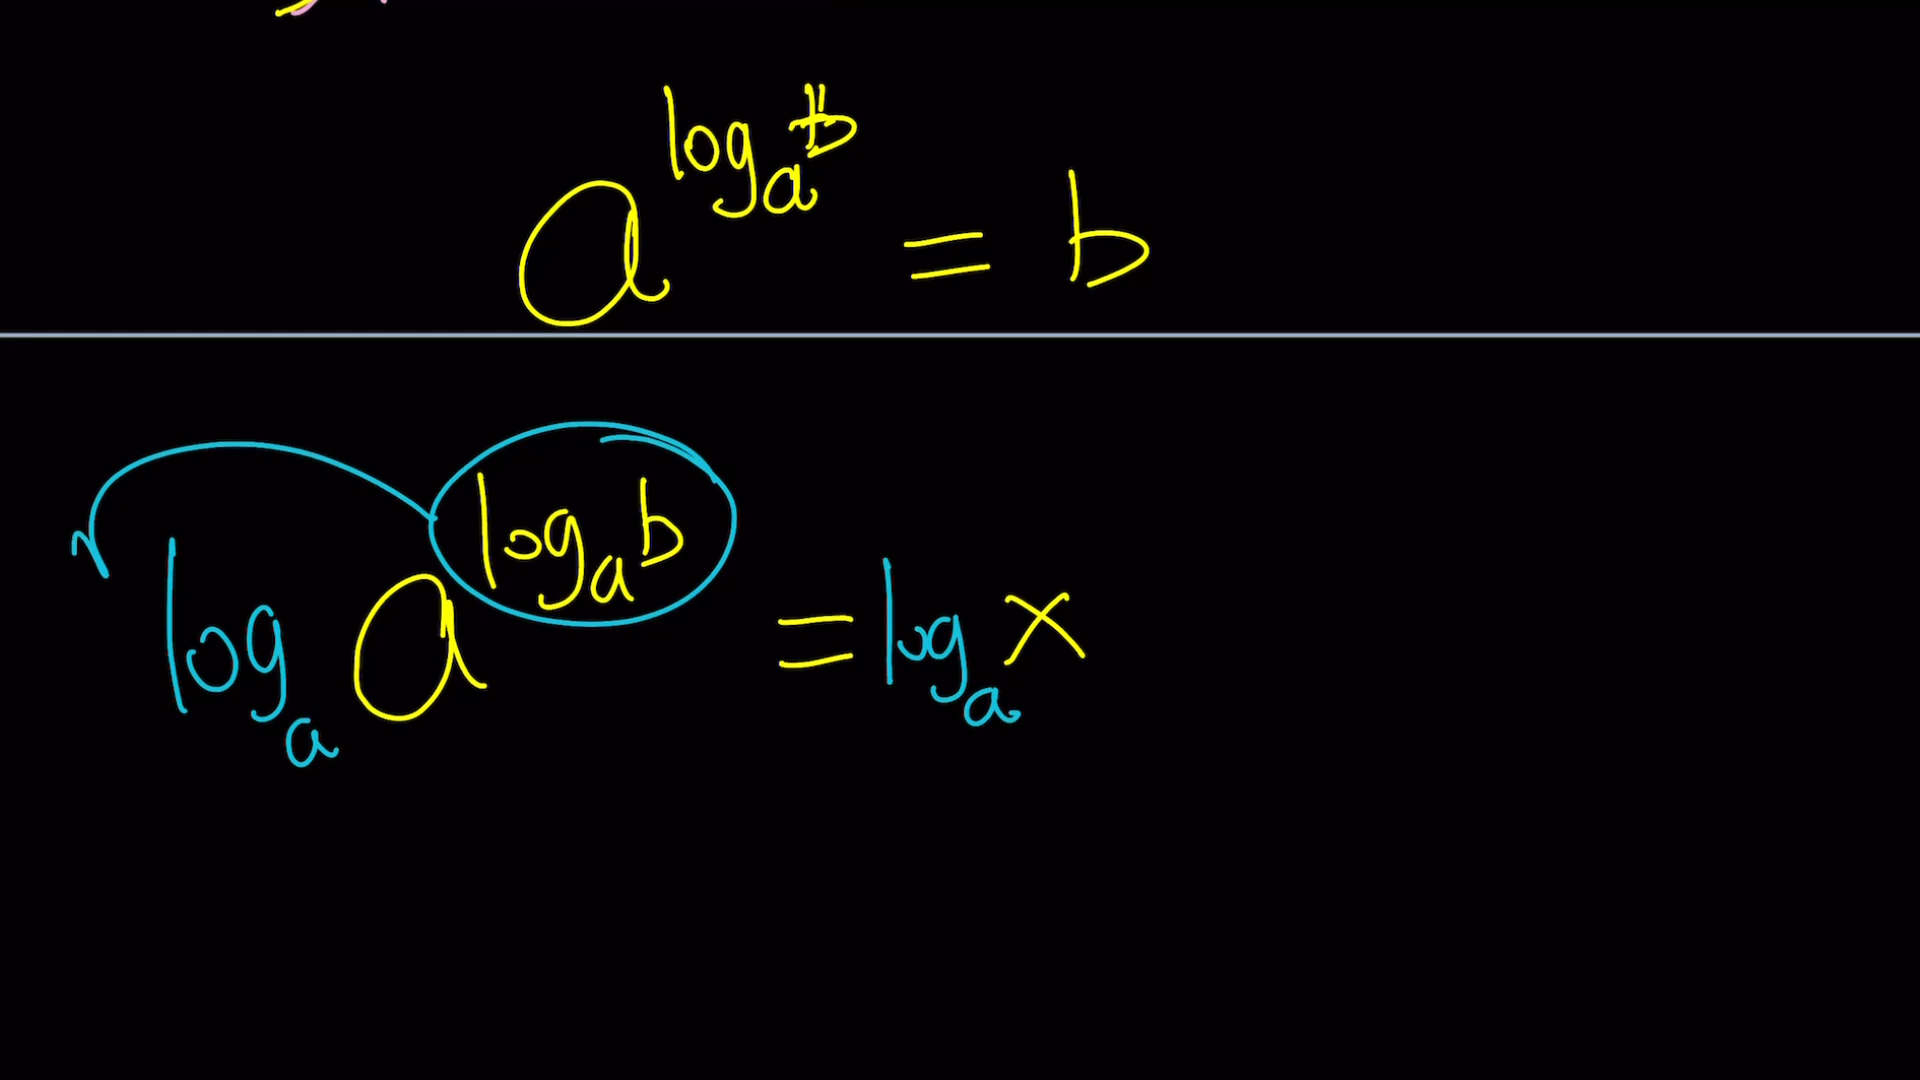 a^{log_a b} = b
log_a a^{log_a b} = log_a x